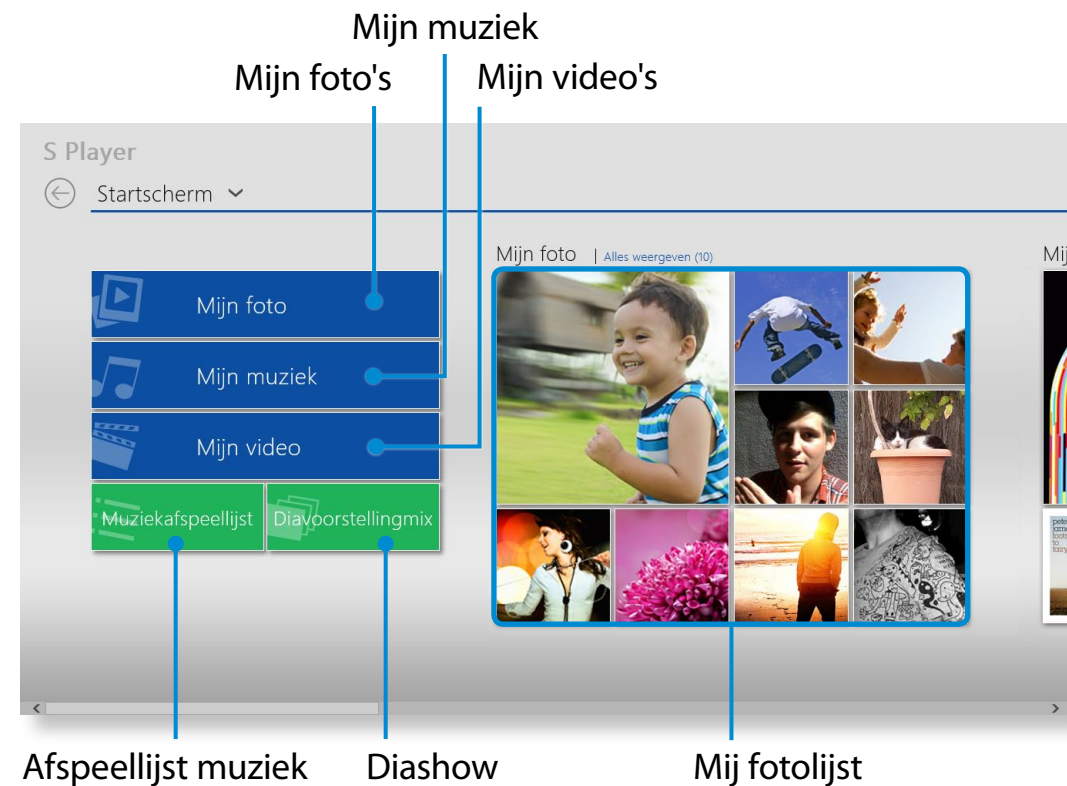 Mijn muziek
Mijn foto's
Mijn video's
S Player
Startscherm
Mijn foto | Alles weergeven (10)
Mij
Mijn foto
Mijn muziek
Mijn video
Muziekafspeellijst
Diavoorstellingmix
Afspeellijst muziek
Diashow
Mij fotolijst